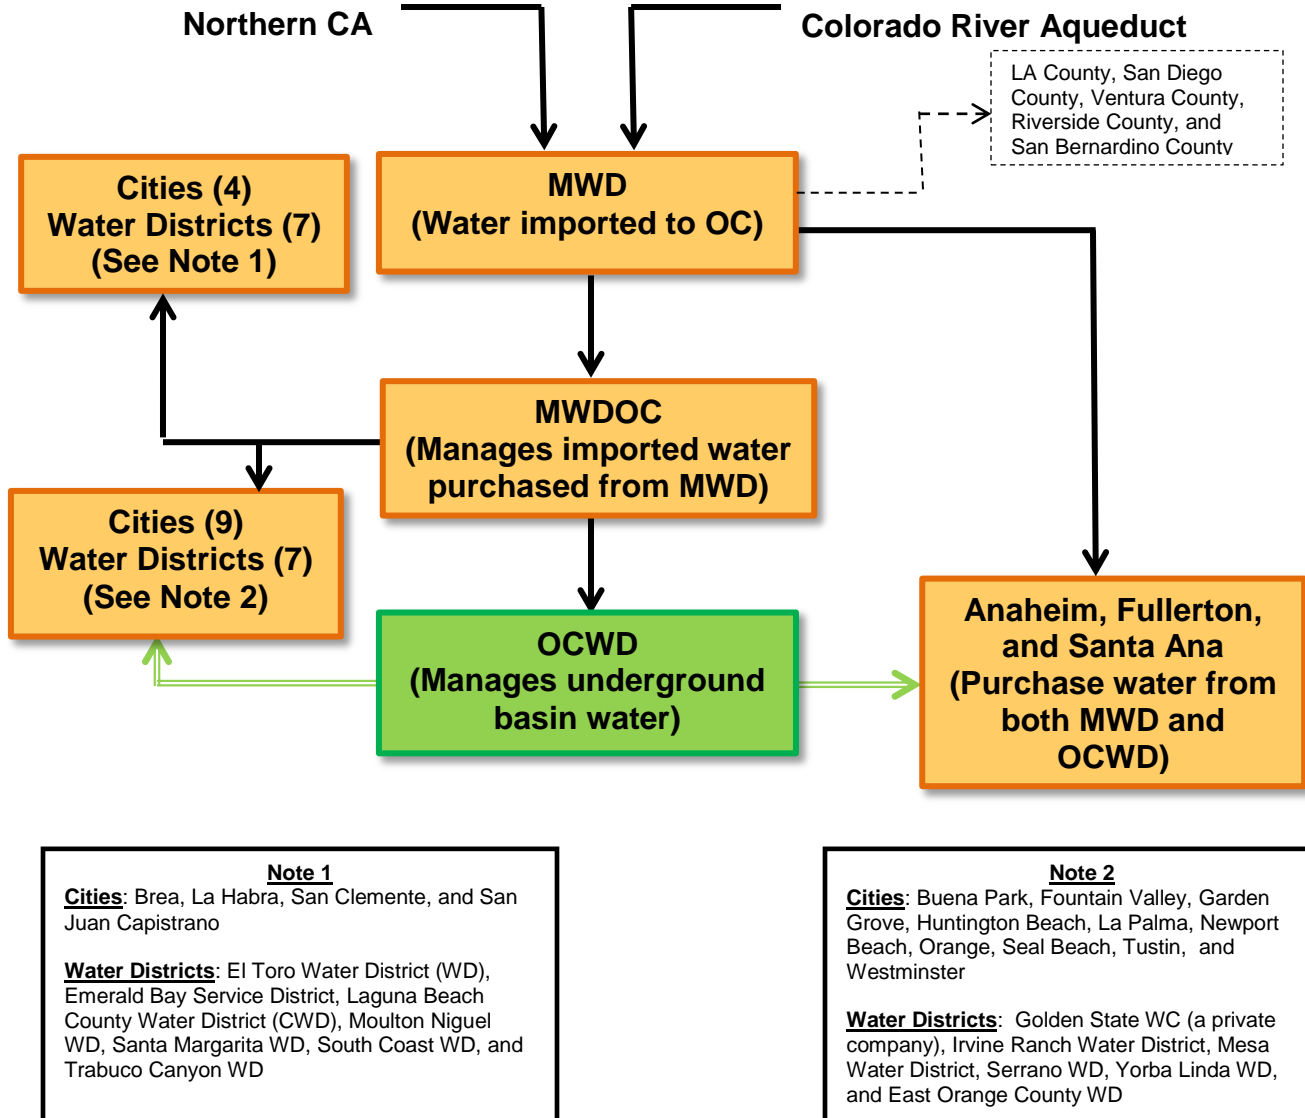 Northern CA
Colorado River Aqueduct
LA County, San Diego
County, Ventura County,
Riverside County, and
San Bernardino County
Cities (4)
Water Districts (7)
(See Note 1)
MWD
(Water imported to OC)
MWDOC
(Manages imported water
purchased from MWD)
Cities (9)
Water Districts (7)
(See Note 2)
OCWD
(Manages underground
basin water)
Anaheim, Fullerton,
and Santa Ana
(Purchase water from
both MWD and
OCWD)
Note 1
Cities: Brea, La Habra, San Clemente, and San
Juan Capistrano
Water Districts: El Toro Water District (WD),
Emerald Bay Service District, Laguna Beach
County Water District (CWD), Moulton Niguel
WD, Santa Margarita WD, South Coast WD, and
Trabuco Canyon WD
Note 2
Cities: Buena Park, Fountain Valley, Garden
Grove, Huntington Beach, La Palma, Newport
Beach, Orange, Seal Beach, Tustin, and
Westminster
Water Districts: Golden State WC (a private
company), Irvine Ranch Water District, Mesa
Water District, Serrano WD, Yorba Linda WD,
and East Orange County WD